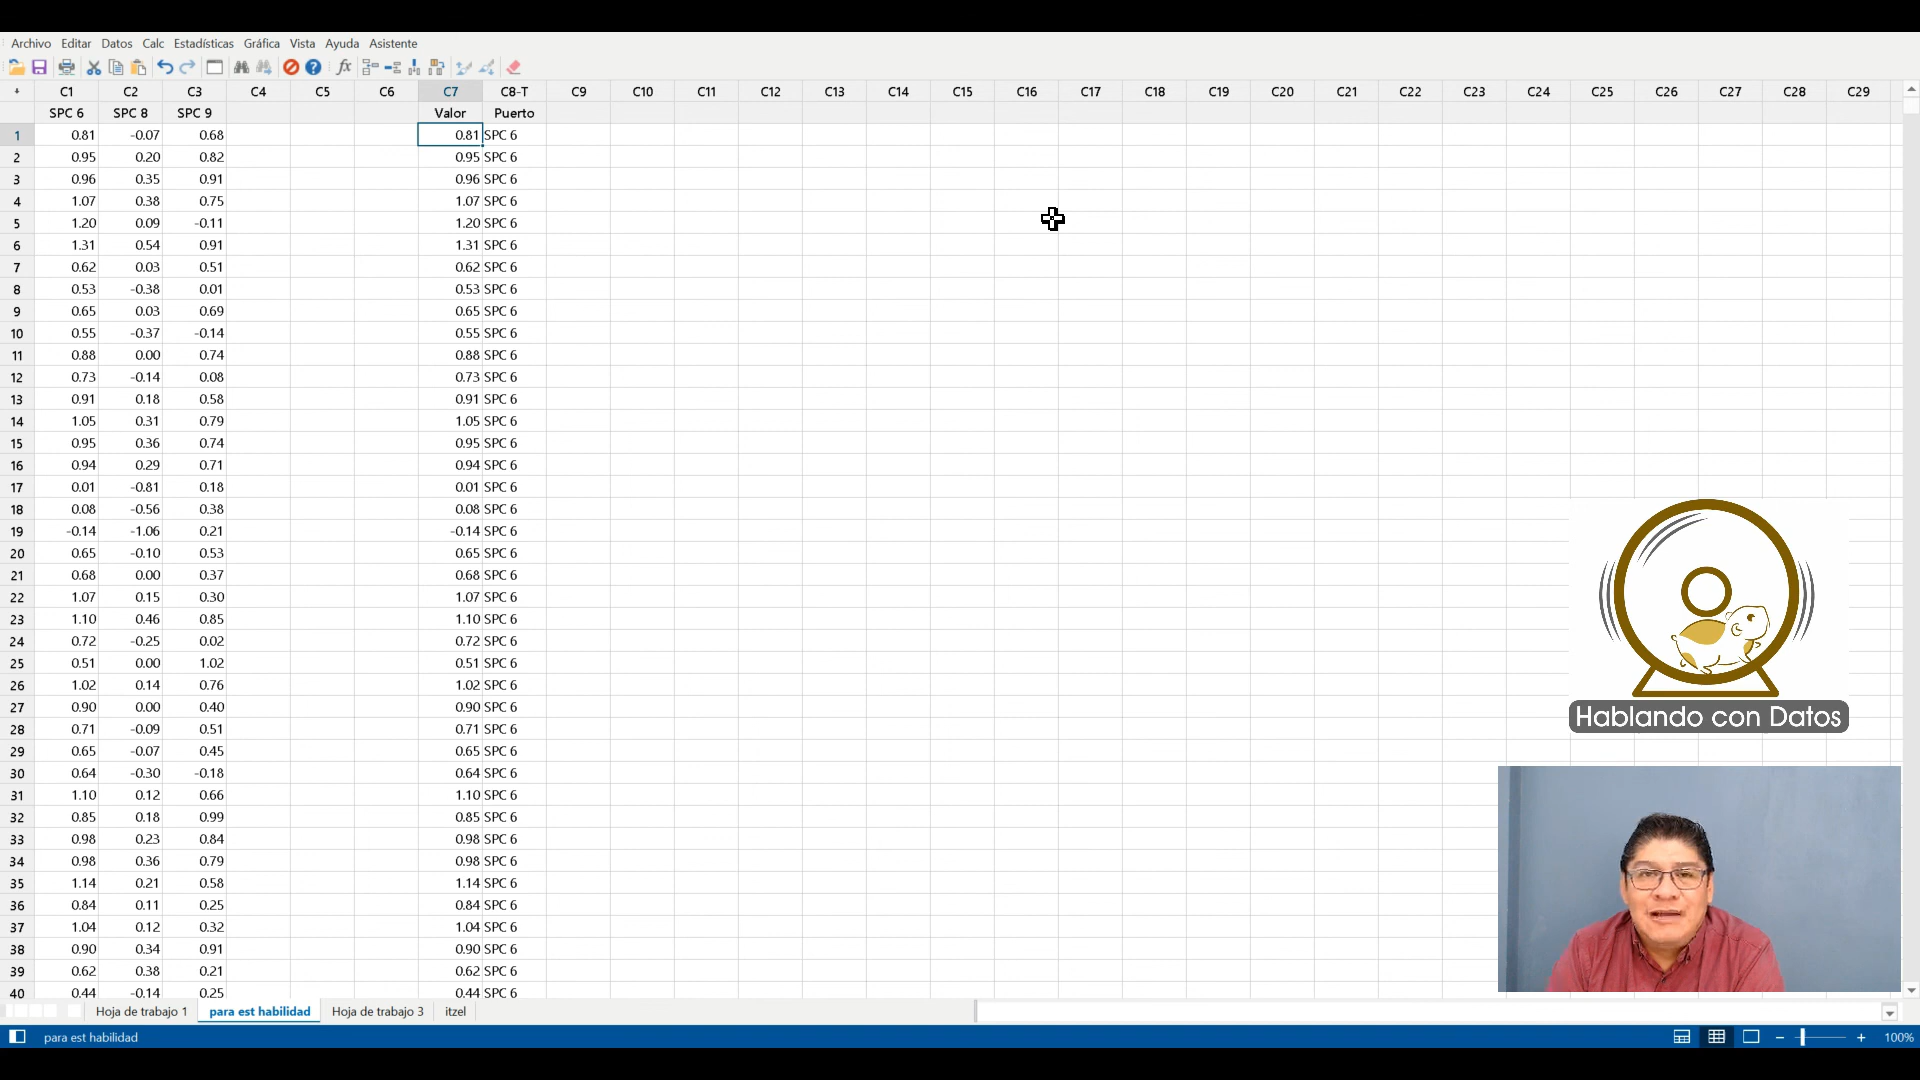 Archivo Editar Datos Calc Estadísticas Gráfica Vista Ayuda Asistente
C1 C2 C3 C4 C5 C6 C7 C8-T C9 C10 C11 C12 C13 C14 C15 C16 C17 C18 C19 C20 C21 C22 C23 C24 C25 C26 C27 C28 C29
SPC 6 SPC 8 SPC 9 Valor Puerto
1 0.81 -0.07 0.68 0.81 SPC 6
2 0.95 0.20 0.82 0.95 SPC 6
3 0.96 0.35 0.91 0.96 SPC 6
4 1.07 0.38 0.75 1.07 SPC 6
5 1.20 0.09 -0.11 1.20 SPC 6
6 1.31 0.54 0.91 1.31 SPC 6
7 0.62 0.03 0.51 0.62 SPC 6
8 0.53 -0.38 0.01 0.53 SPC 6
9 0.65 0.03 0.69 0.65 SPC 6
10 0.55 -0.37 -0.14 0.55 SPC 6
11 0.88 0.00 0.74 0.88 SPC 6
12 0.73 -0.14 0.08 0.73 SPC 6
13 0.91 0.18 0.58 0.91 SPC 6
14 1.05 0.31 0.79 1.05 SPC 6
15 0.95 0.36 0.74 0.95 SPC 6
16 0.94 0.29 0.71 0.94 SPC 6
17 0.01 -0.81 0.18 0.01 SPC 6
18 0.08 -0.56 0.38 0.08 SPC 6
19 -0.14 -1.06 0.21 -0.14 SPC 6
20 0.65 -0.10 0.53 0.65 SPC 6
21 0.68 0.00 0.37 0.68 SPC 6
22 1.07 0.15 0.30 1.07 SPC 6
23 1.10 0.46 0.85 1.10 SPC 6
24 0.72 -0.25 0.02 0.72 SPC 6
25 0.51 0.00 1.02 0.51 SPC 6
26 1.02 0.14 0.76 1.02 SPC 6
27 0.90 0.00 0.40 0.90 SPC 6
28 0.71 -0.09 0.51 0.71 SPC 6
29 0.65 -0.07 0.45 0.65 SPC 6
30 0.64 -0.30 -0.18 0.64 SPC 6
31 1.10 0.12 0.66 1.10 SPC 6
32 0.85 0.18 0.99 0.85 SPC 6
33 0.98 0.23 0.84 0.98 SPC 6
34 0.98 0.36 0.79 0.98 SPC 6
35 1.14 0.21 0.58 1.14 SPC 6
36 0.84 0.11 0.25 0.84 SPC 6
37 1.04 0.12 0.32 1.04 SPC 6
38 0.90 0.34 0.91 0.90 SPC 6
39 0.62 0.38 0.21 0.62 SPC 6
40 0.44 -0.14 0.25 0.44 SPC 6
Hablando con Datos
Hoja de trabajo 1 para est habilidad Hoja de trabajo 3 itzel
para est habilidad 100%